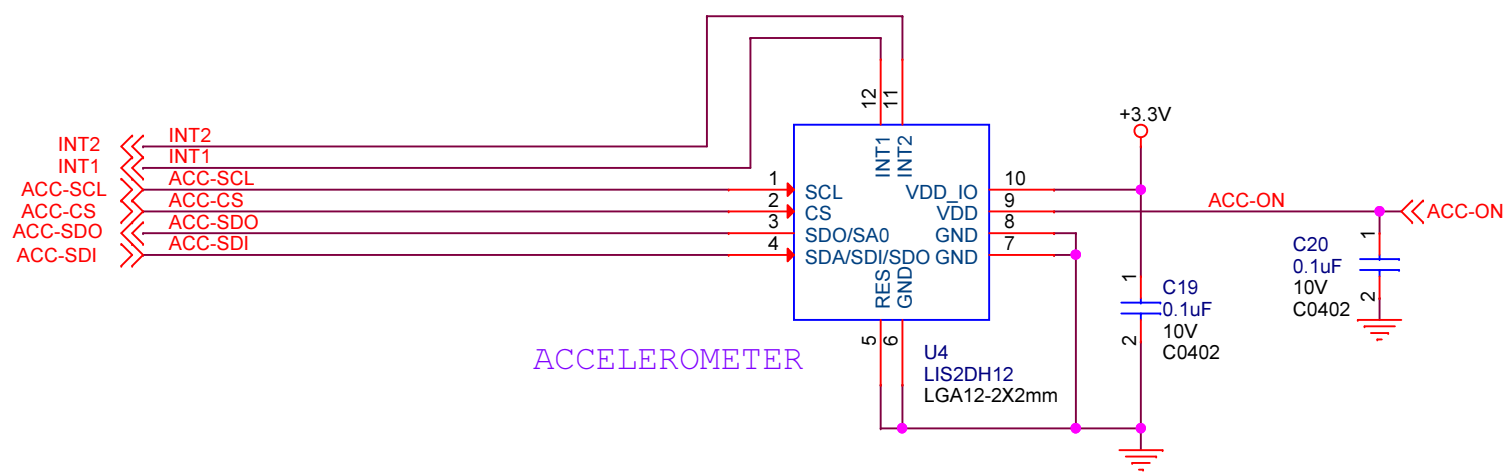 INT2
INT1
ACC-SCL
ACC-CS
ACC-SDO
ACC-SDI
INT2
INT1
ACC-SCL
ACC-CS
ACC-SDO
ACC-SDI
12
11
INT1
INT2
1
2
3
4
SCL
CS
SDO/SA0
SDA/SDI/SDO
VDD_IO
VDD
GND
GND
10
9
8
7
RES
GND
5
6
U4
LIS2DH12
LGA12-2X2mm
ACCELEROMETER
+3.3V
1
2
C19
0.1uF
10V
C0402
ACC-ON
ACC-ON
1
2
C20
0.1uF
10V
C0402